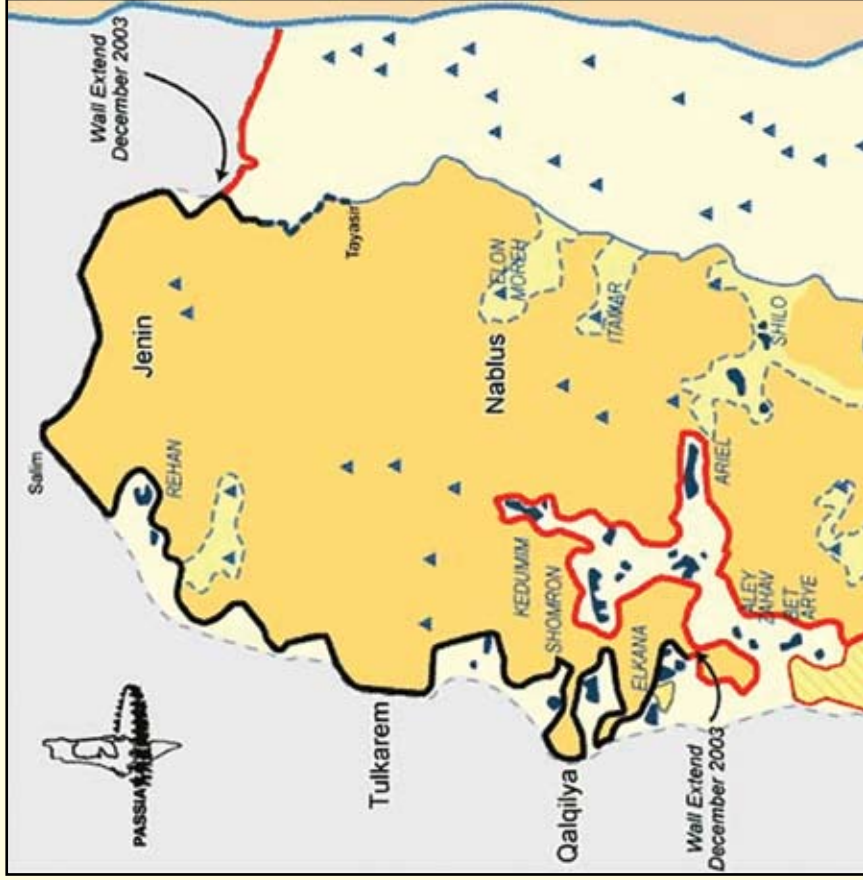 Wall Extend
December 2003
Salim
Jenin
REHAN
Tayasir
PASSIA
Tulkarem
Nablus
ELON
MOREH
ITAMAR
KEDUMIM
SHOMRON
ELKANA
ARIEL
SHILO
Qalqilya
ALEY
ZAHAV
BET
ARYE
Wall Extend
December 2003